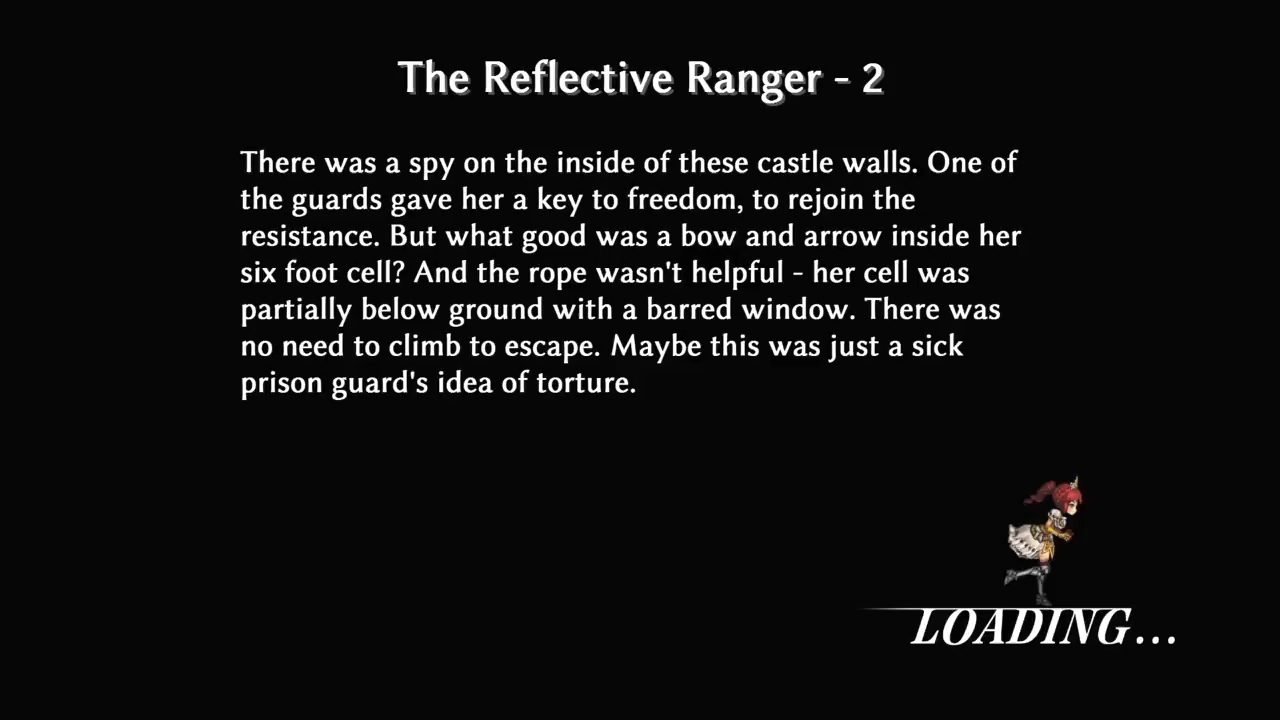 The Reflective Ranger - 2
There was a spy on the inside of these castle walls. One of
the guards gave her a key to freedom, to rejoin the
resistance. But what good was a bow and arrow inside her
six foot cell? And the rope wasn't helpful - her cell was
partially below ground with a barred window. There was
no need to climb to escape. Maybe this was just a sick
prison guard's idea of torture.
LOADING...